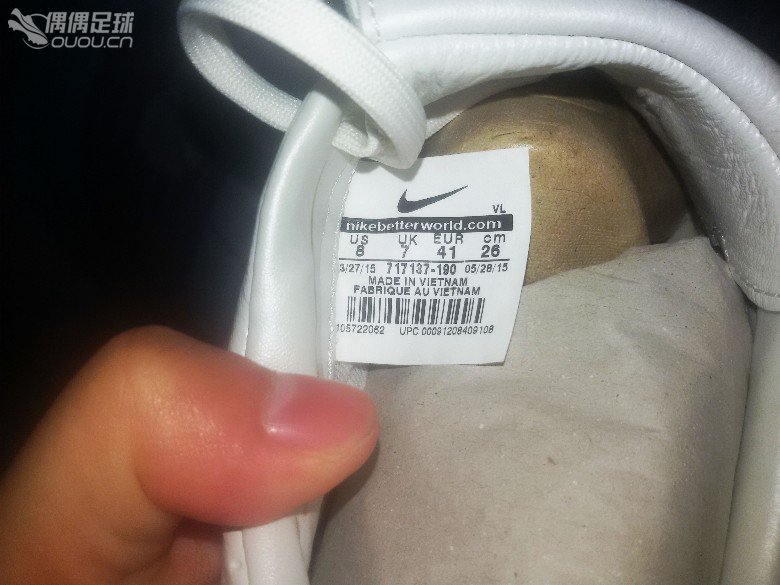 偶偶足球
OUOU.CN
VL
nikebetterworld.com
US UK EUR cm
8 7 41 26
3/27/15 717137-190 05/28/15
MADE IN VIETNAM
FABRIQUE AU VIETNAM
105722062 UPC 00091208409108